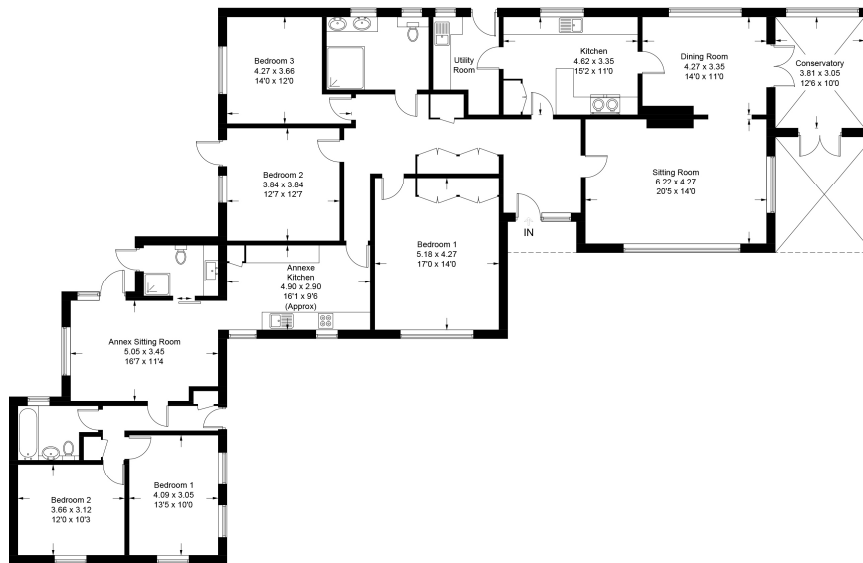 Bedroom 3
4.27 x 3.66
14'0 x 12'0
Utility
Room
Kitchen
4.62 x 3.35
15'2 x 11'0
Dining Room
4.27 x 3.35
14'0 x 11'0
Conservatory
3.81 x 3.05
12'6 x 10'0
Bedroom 2
3.84 x 3.84
12'7 x 12'7
Sitting Room
6.22 x 4.27
20'5 x 14'0
IN
Bedroom 1
5.18 x 4.27
17'0 x 14'0
Annexe
Kitchen
4.90 x 2.90
16'1 x 9'6
(Approx)
Annex Sitting Room
5.05 x 3.45
16'7 x 11'4
Bedroom 1
4.09 x 3.05
13'5 x 10'0
Bedroom 2
3.66 x 3.12
12'0 x 10'3